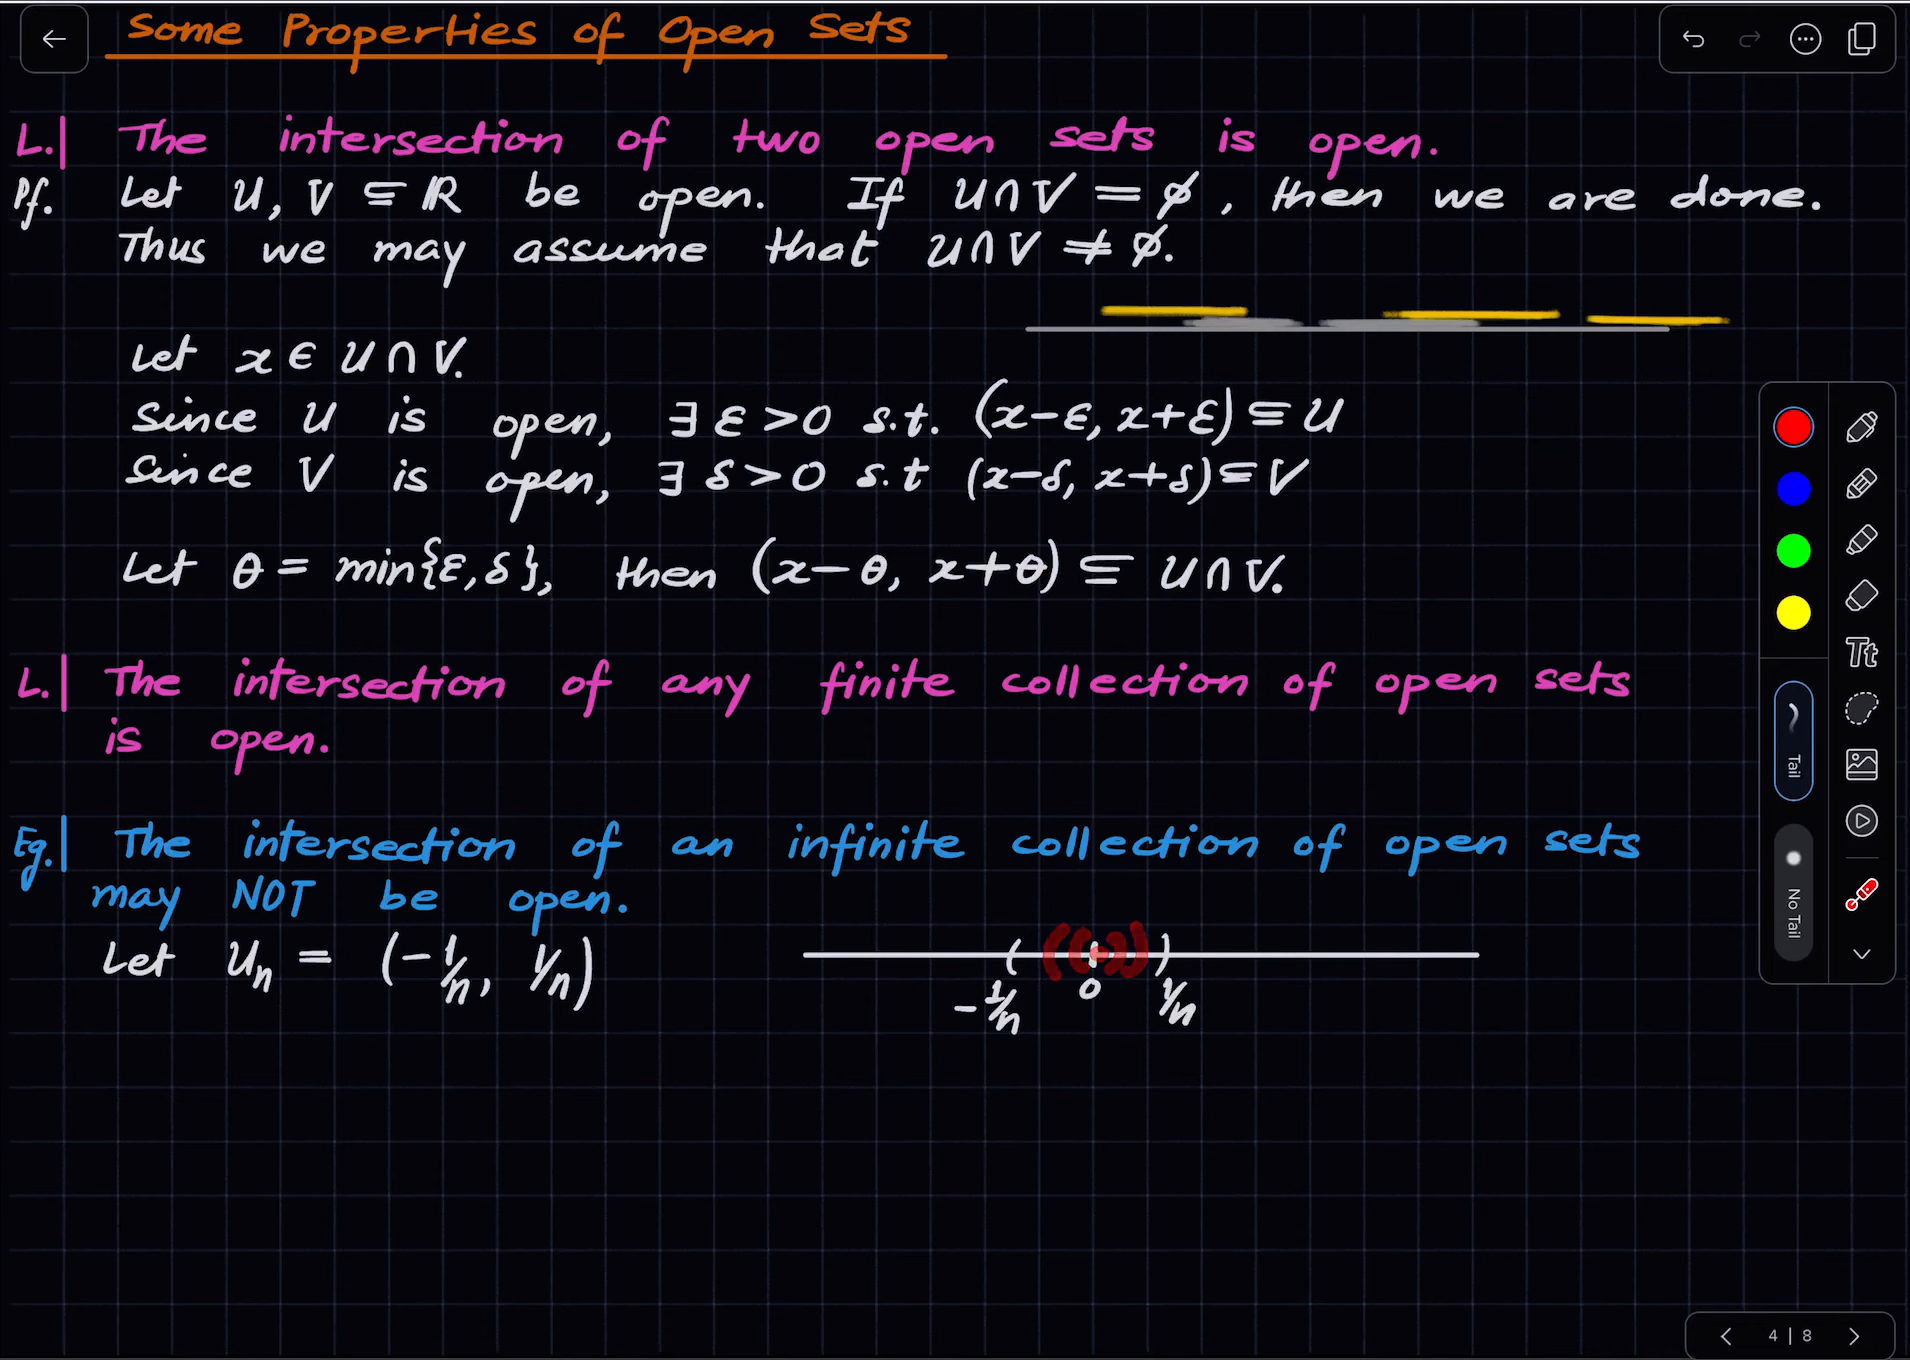 Some Properties of Open Sets
L. The intersection of two open sets is open.
Pf. Let U, V ⊆ ℝ be open. If U∩V = ∅, then we are done.
Thus we may assume that U∩V ≠ ∅.
Let x ∈ U∩V.
Since U is open, ∃ ε>0 s.t. (x-ε, x+ε) ⊆ U
Since V is open, ∃ δ>0 s.t (x-δ, x+δ) ⊆ V
Let θ = min{ε, δ}, then (x-θ, x+θ) ⊆ U∩V.
L. The intersection of any finite collection of open sets
is open.
Eg. The intersection of an infinite collection of open sets
may NOT be open.
Let Uₙ = (-1/n, 1/n)
( )
-1/n 0 1/n
Tt
Tail
No Tail
4 | 8